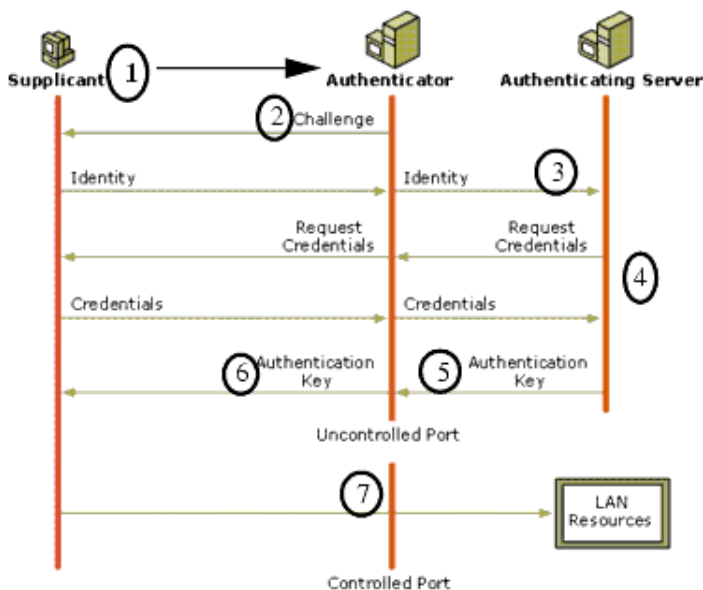 Supplicant
1
Authenticator
Authenticating Server
2
Challenge
Identity
Identity
3
Request
Credentials
Request
Credentials
4
Credentials
Credentials
6
Authentication
Key
5
Authentication
Key
Uncontrolled Port
7
LAN
Resources
Controlled Port